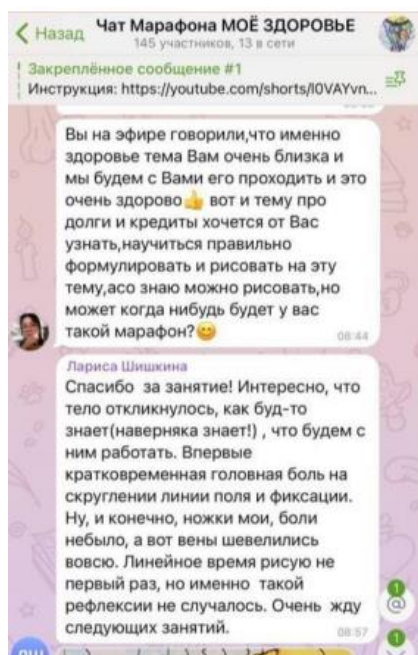 Назад
Чат Марафона МОЁ ЗДОРОВЬЕ
145 участников, 13 в сети
Закреплённое сообщение #1
Инструкция: https://youtube.com/shorts/l0VAYvn...
Вы на эфире говорили,что именно
здоровье тема Вам очень близка и
мы будем с Вами его проходить и это
очень здорово👍 вот и тему про
долги и кредиты хочется от Вас
узнать,научиться правильно
формулировать и рисовать на эту
тему,асо знаю можно рисовать,но
может когда нибудь будет у вас
такой марафон?😊
08:44
Лариса Шишкина
Спасибо за занятие! Интересно, что
тело откликнулось, как буд-то
знает(наверняка знает!) , что будем с
ним работать. Впервые
кратковременная головная боль на
скруглении линии поля и фиксации.
Ну, и конечно, ножки мои, боли
небыло, а вот вены шевелились
вовсю. Линейное время рисую не
первый раз, но именно такой
рефлексии не случалось. Очень жду
следующих занятий.
08:57
1
@
1